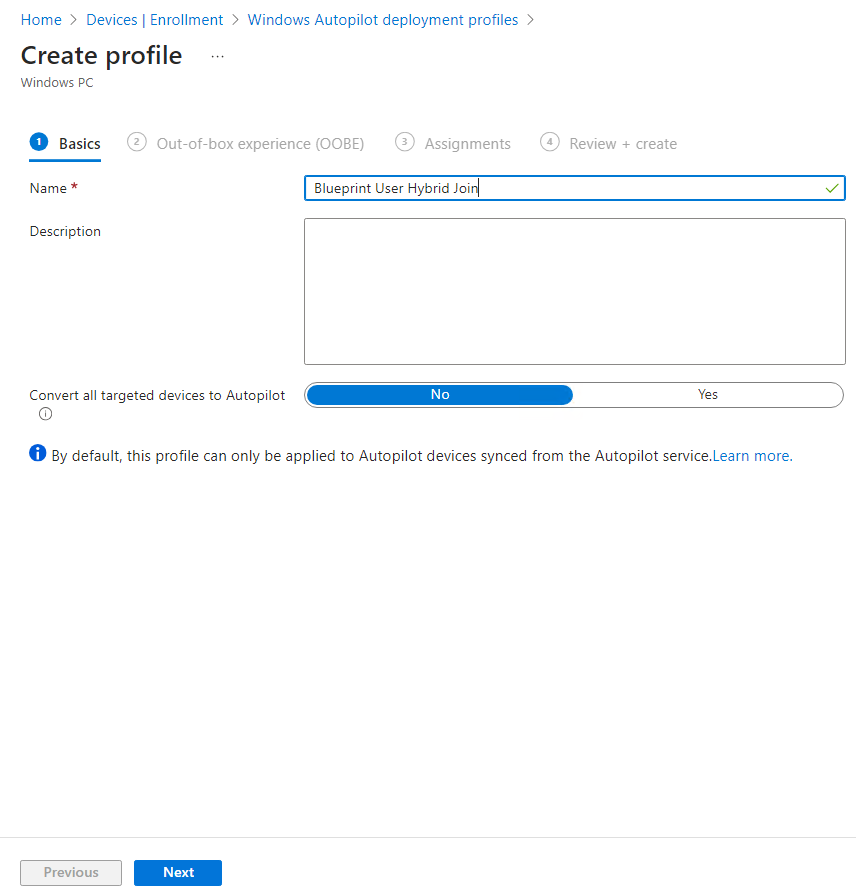 Home > Devices | Enrollment > Windows Autopilot deployment profiles >
Create profile ...
Windows PC
1 Basics 2 Out-of-box experience (OOBE) 3 Assignments 4 Review + create
Name * Blueprint User Hybrid Join
Description
Convert all targeted devices to Autopilot No Yes
By default, this profile can only be applied to Autopilot devices synced from the Autopilot service.Learn more.
Previous Next